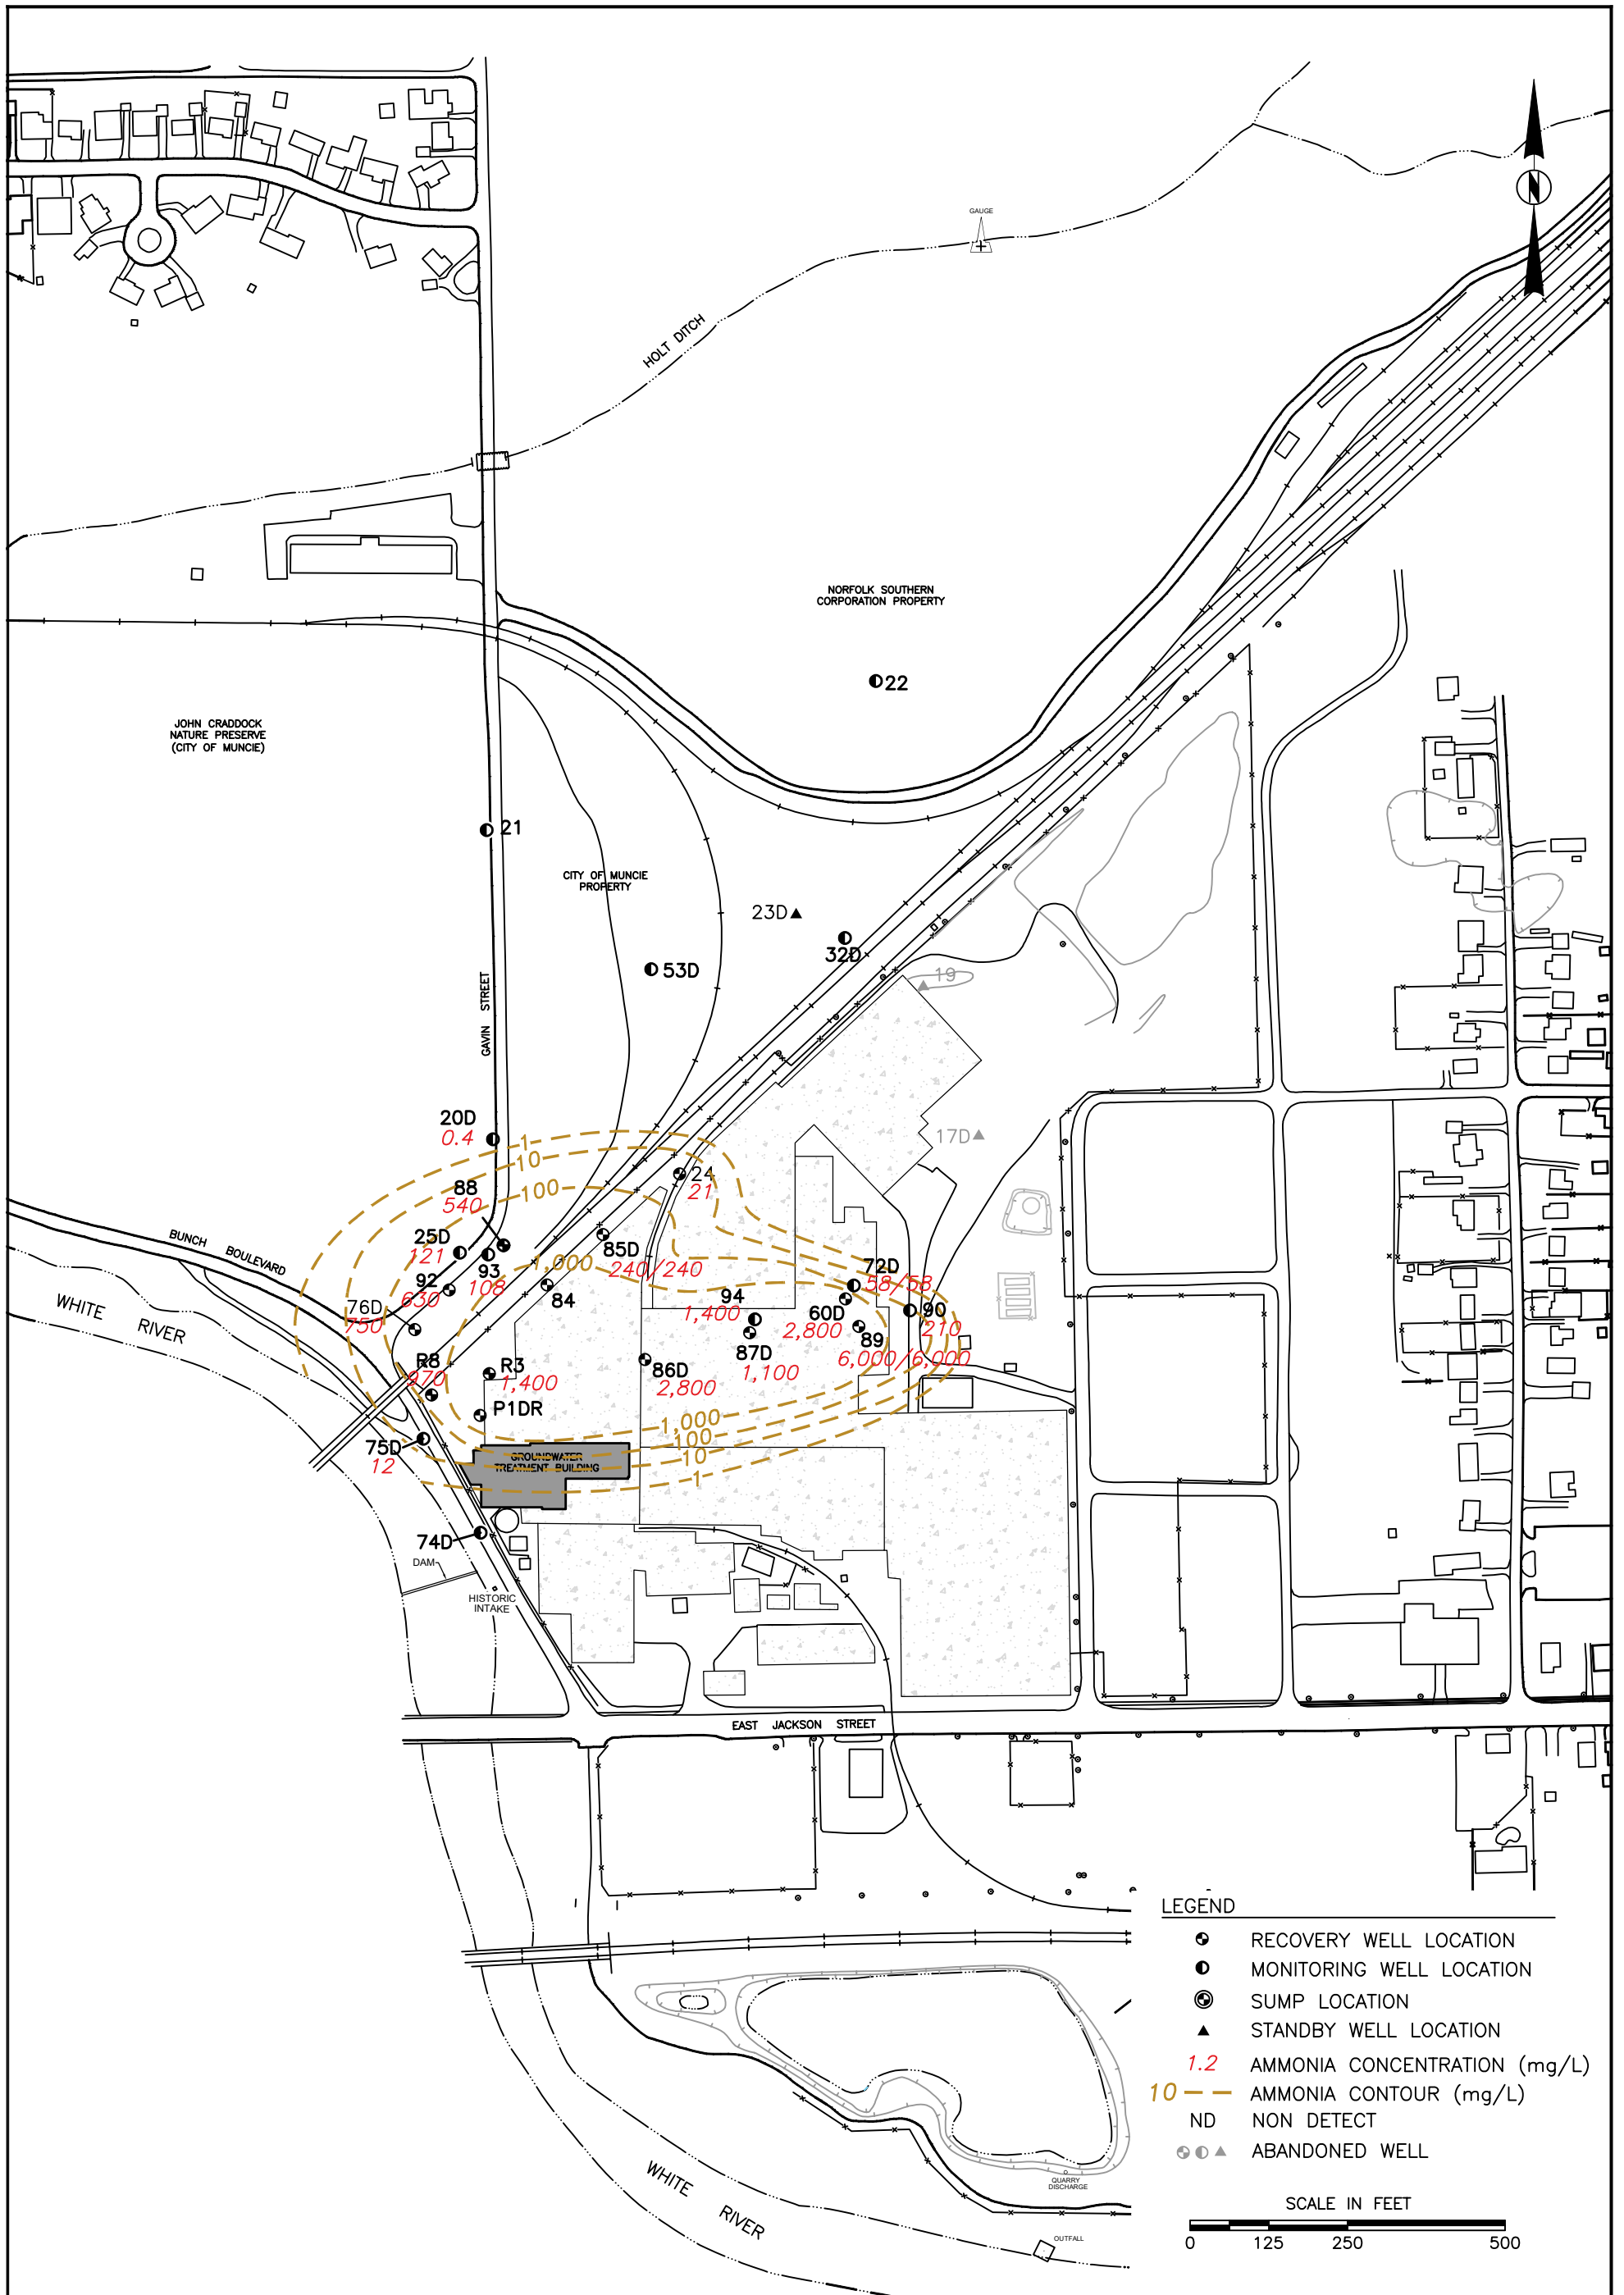 GAUGE
HOLT DITCH
NORFOLK SOUTHERN
CORPORATION PROPERTY
22
JOHN CRADDOCK
NATURE PRESERVE
(CITY OF MUNCIE)
21
CITY OF MUNCIE
PROPERTY
23D
32D
53D
19
GAVIN STREET
20D
0.4
1
10
100
17D
24
21
88
540
25D
121
93
108
85D
240/240
1,000
84
92
630
76D
750
72D
58/58
94
1,400
60D
2,800
90
210
89
6,000/6,000
87D
1,100
86D
2,800
R8
970
R3
1,400
P1DR
BUNCH BOULEVARD
WHITE RIVER
75D
12
1,000
100
10
1
GROUNDWATER
TREATMENT BUILDING
74D
DAM
HISTORIC
INTAKE
EAST JACKSON STREET
WHITE RIVER
QUARRY
DISCHARGE
OUTFALL
LEGEND
RECOVERY WELL LOCATION
MONITORING WELL LOCATION
SUMP LOCATION
STANDBY WELL LOCATION
1.2 AMMONIA CONCENTRATION (mg/L)
10 AMMONIA CONTOUR (mg/L)
ND NON DETECT
ABANDONED WELL
SCALE IN FEET
0 125 250 500